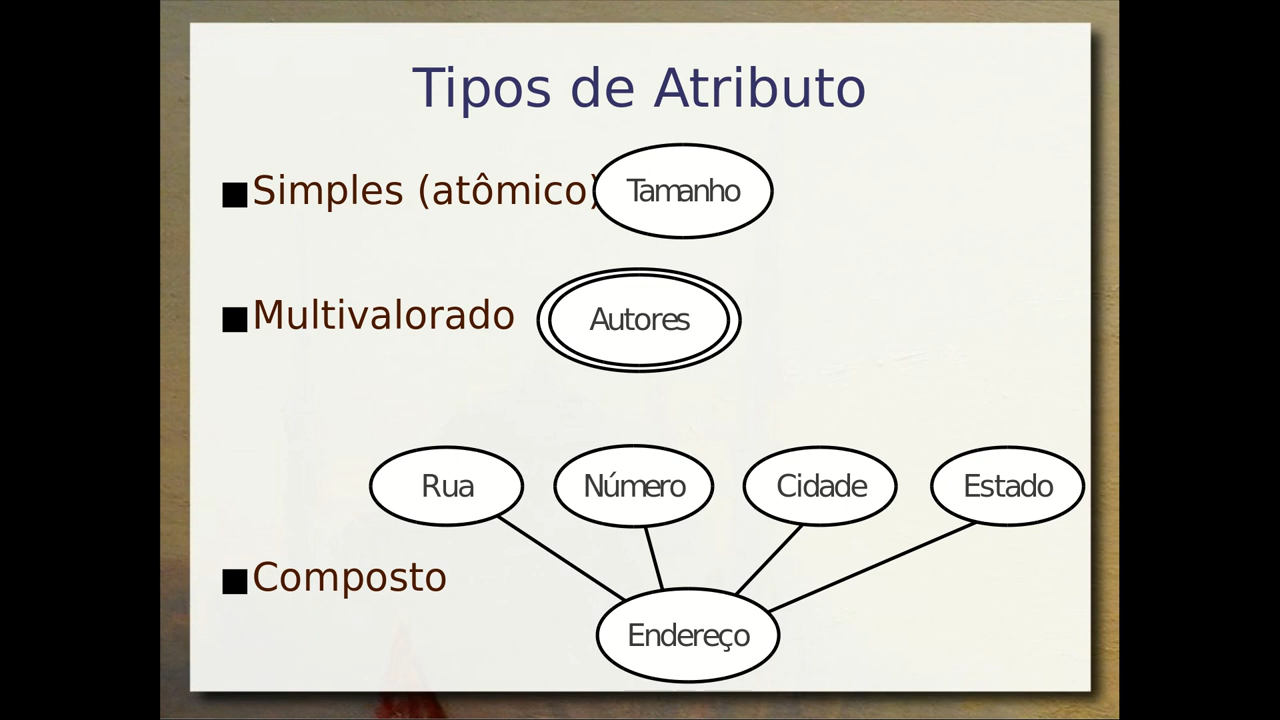 Tipos de Atributo
■Simples (atômico)
Tamanho
■Multivalorado
Autores
Rua
Número
Cidade
Estado
■Composto
Endereço